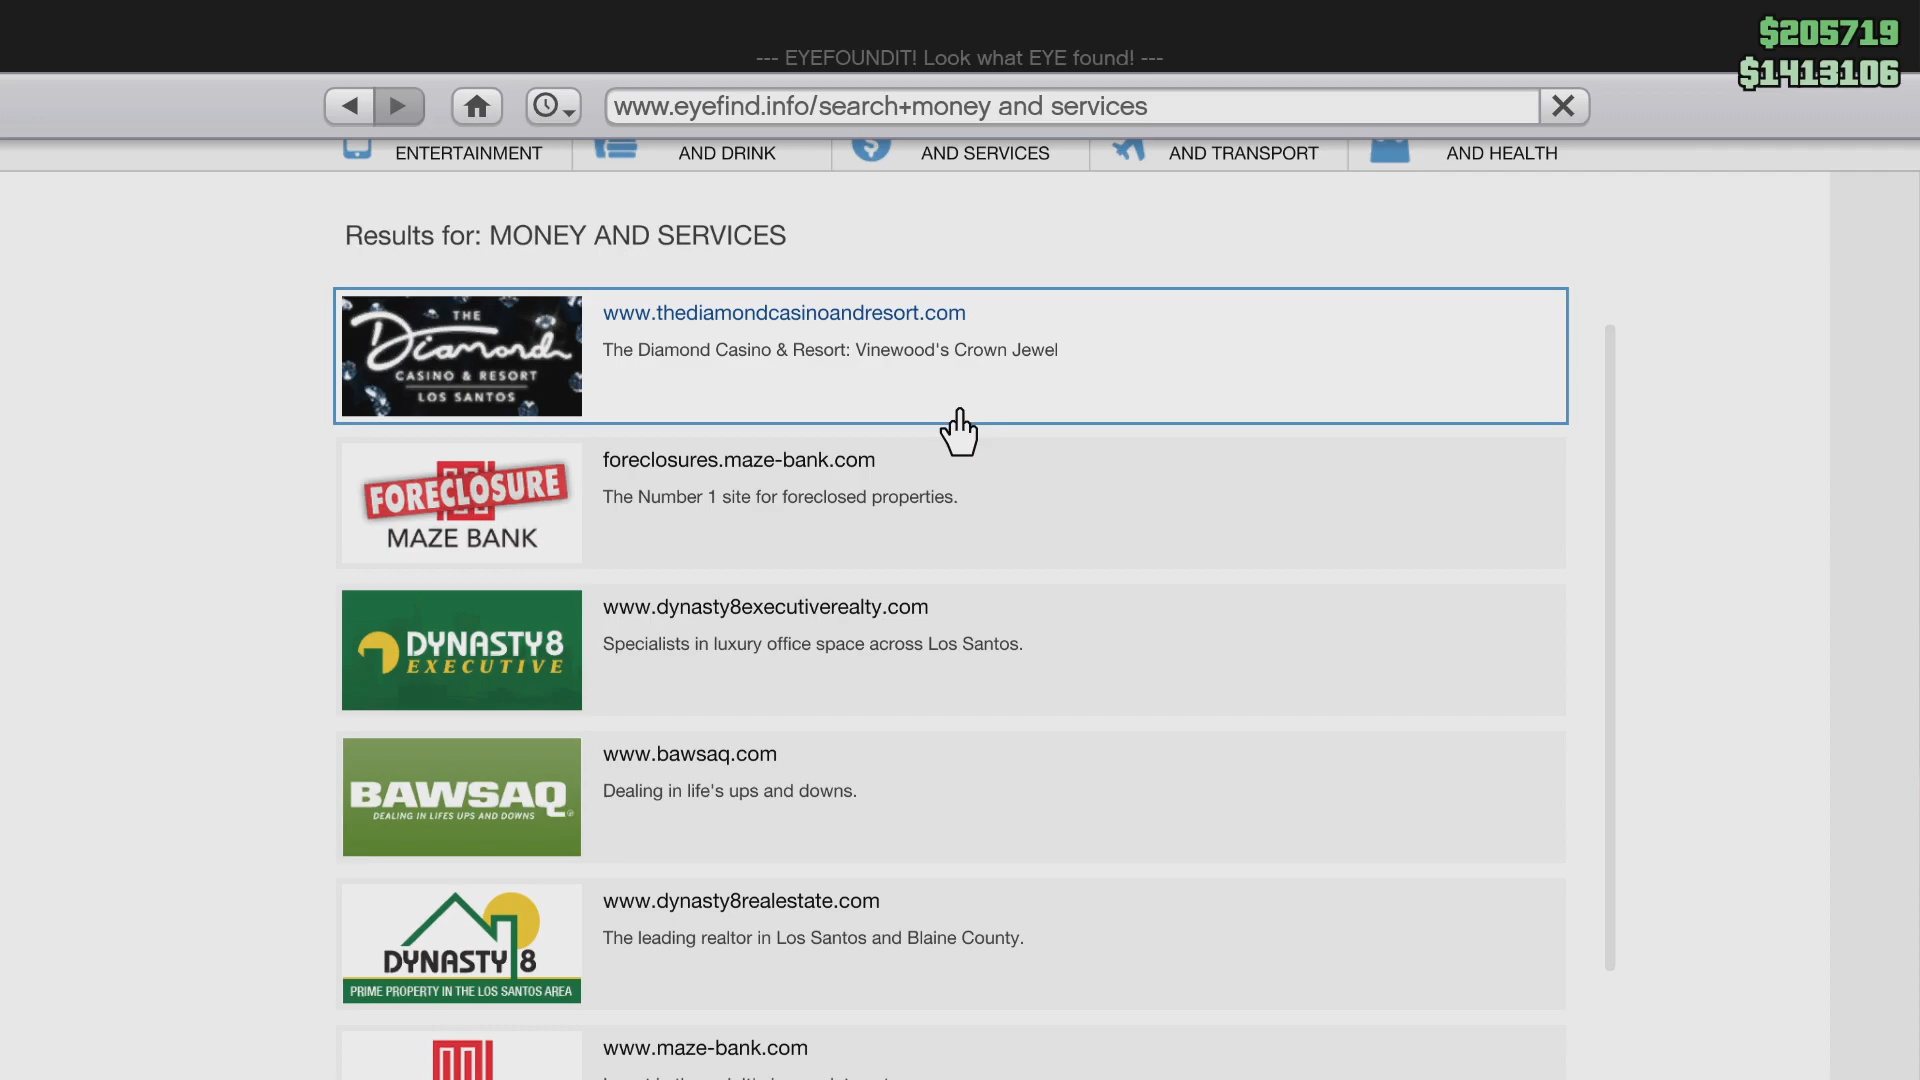 $205719
--- EYEFOUNDIT! Look what EYE found! ---
$1413106
www.eyefind.info/search+money and services
ENTERTAINMENT
AND DRINK
AND SERVICES
AND TRANSPORT
AND HEALTH
Results for: MONEY AND SERVICES
THE
Diamond
CASINO & RESORT
LOS SANTOS
www.thediamondcasinoandresort.com
The Diamond Casino & Resort: Vinewood's Crown Jewel
FORECLOSURE
MAZE BANK
foreclosures.maze-bank.com
The Number 1 site for foreclosed properties.
DYNASTY8
EXECUTIVE
www.dynasty8executiverealty.com
Specialists in luxury office space across Los Santos.
BAWSAQ
DEALING IN LIFES UPS AND DOWNS
www.bawsaq.com
Dealing in life's ups and downs.
DYNASTY 8
PRIME PROPERTY IN THE LOS SANTOS AREA
www.dynasty8realestate.com
The leading realtor in Los Santos and Blaine County.
www.maze-bank.com